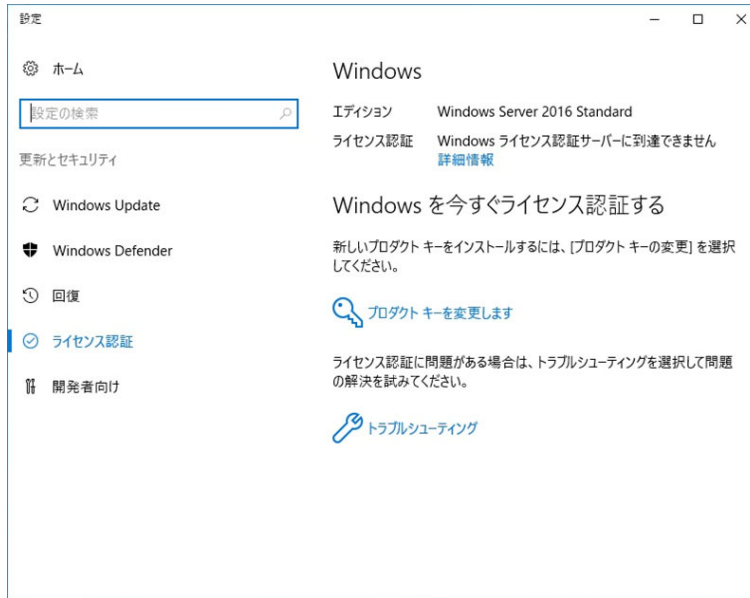 設定
ホーム
設定の検索
更新とセキュリティ
Windows Update
Windows Defender
回復
ライセンス認証
開発者向け
Windows
エディション Windows Server 2016 Standard
ライセンス認証 Windows ライセンス認証サーバーに到達できません
詳細情報
Windows を今すぐライセンス認証する
新しいプロダクト キーをインストールするには、[プロダクト キーの変更] を選択
してください。
プロダクト キーを変更します
ライセンス認証に問題がある場合は、トラブルシューティングを選択して問題
の解決を試みてください。
トラブルシューティング